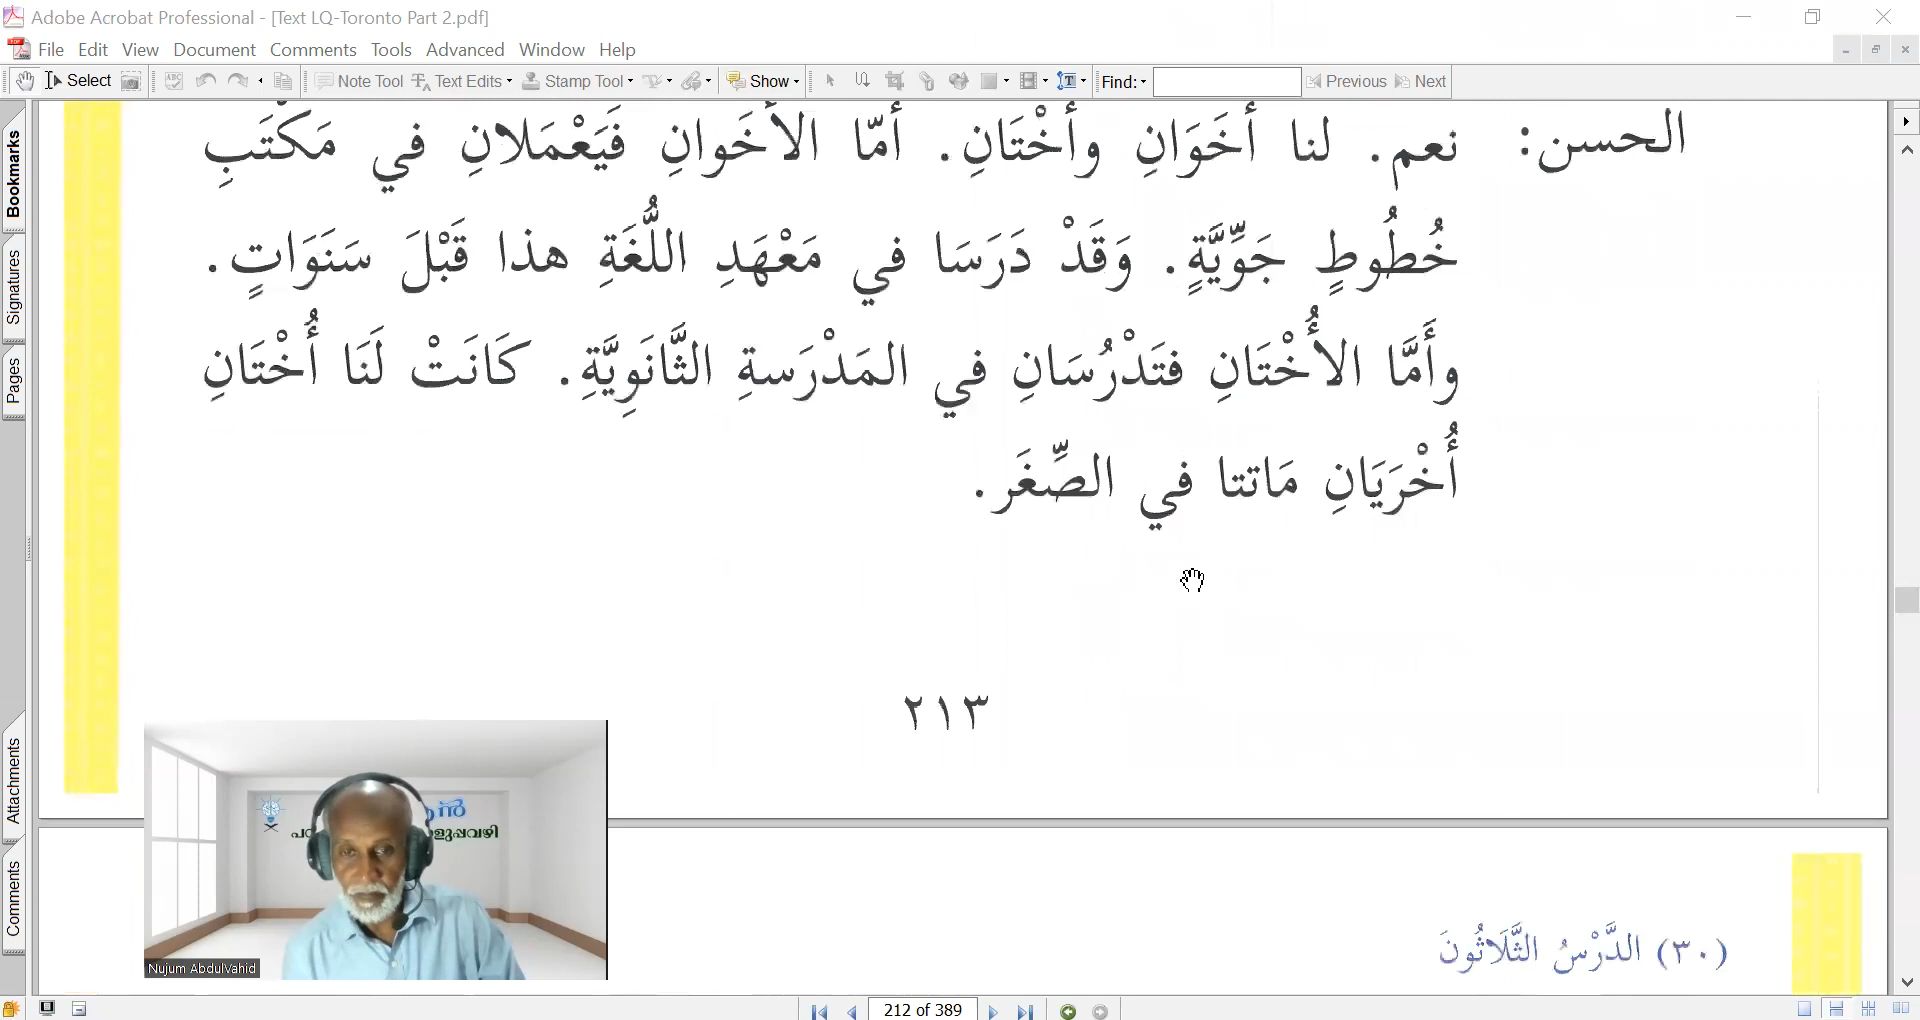 Adobe Acrobat Professional - [Text LQ-Toronto Part 2.pdf]
File Edit View Document Comments Tools Advanced Window Help
Select Note Tool Text Edits Stamp Tool Show Find: Previous Next
Bookmarks
Signatures
Pages
Attachments
Comments
الحسن: نعم. لنا أَخَوَانِ وأُخْتَانِ. أمّا الأَخَوانِ فَيَعْمَلانِ في مَكْتَبِ
خُطُوطٍ جَوِّيَّةٍ. وَقَدْ دَرَسَا في مَعْهَدِ اللُّغَةِ هذا قَبْلَ سَنَوَاتٍ.
وأَمَّا الأُخْتَانِ فتَدْرُسَانِ في المَدْرَسةِ الثَّانَوِيَّةِ. كَانَتْ لَنَا أُخْتَانِ
أُخْرَيَانِ مَاتتا في الصِّغَر.
٢١٣
Nujum AbdulVahid
(٣٠) الدَّرْسُ الثَّلَاثُونَ
212 of 389